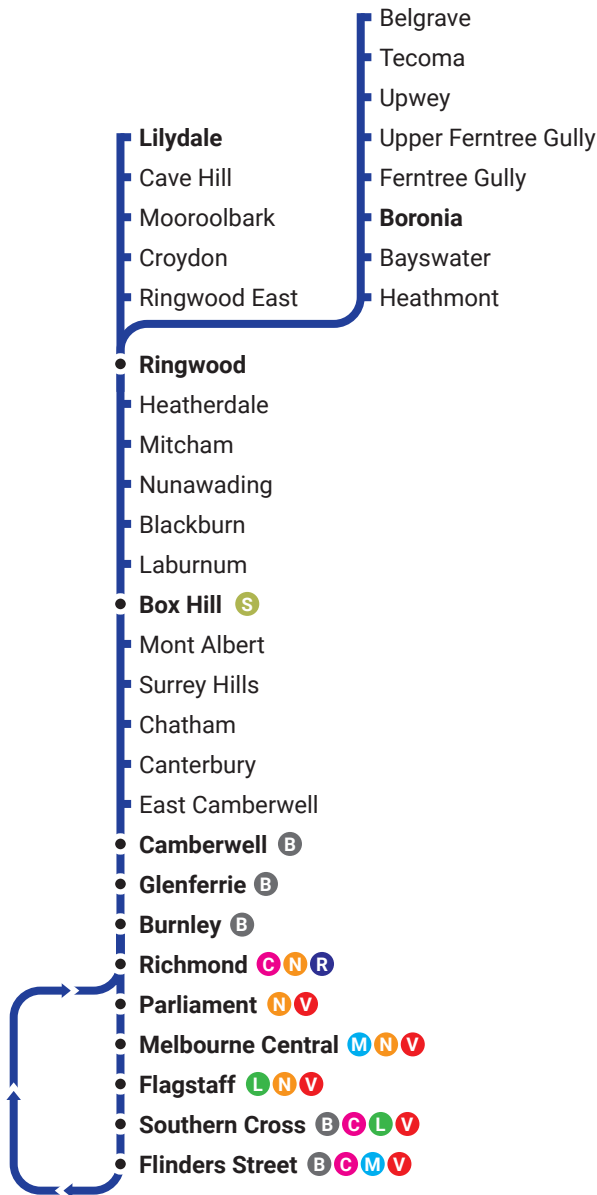 Belgrave
Tecoma
Upwey
Upper Ferntree Gully
Ferntree Gully
Boronia
Bayswater
Heathmont
Lilydale
Cave Hill
Mooroolbark
Croydon
Ringwood East
Ringwood
Heatherdale
Mitcham
Nunawading
Blackburn
Laburnum
Box Hill S
Mont Albert
Surrey Hills
Chatham
Canterbury
East Camberwell
Camberwell B
Glenferrie B
Burnley B
Richmond C N R
Parliament N V
Melbourne Central M N V
Flagstaff L N V
Southern Cross B C L V
Flinders Street B C M V